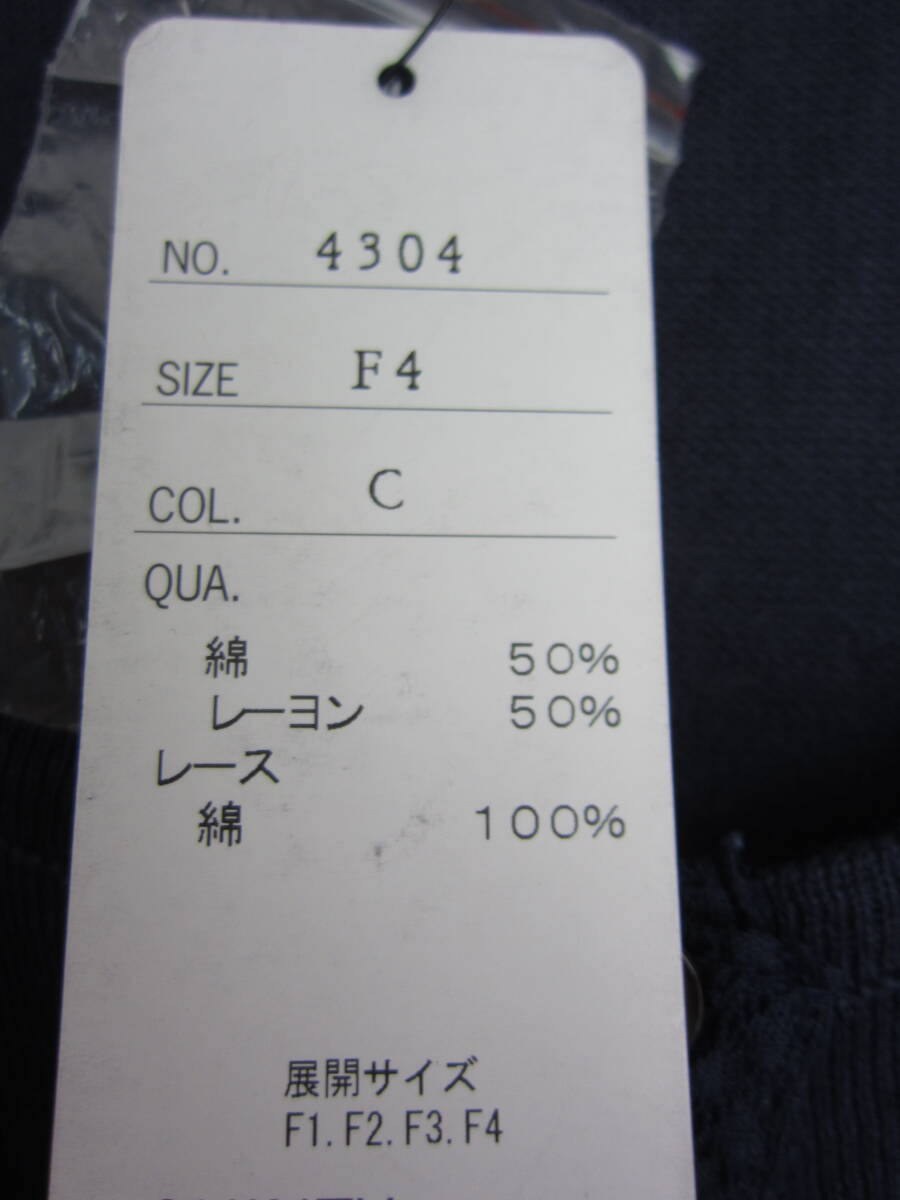 NO. 4304
SIZE F4
COL. C
QUA.
綿 50%
レーヨン 50%
レース
綿 100%
展開サイズ
F1.F2.F3.F4